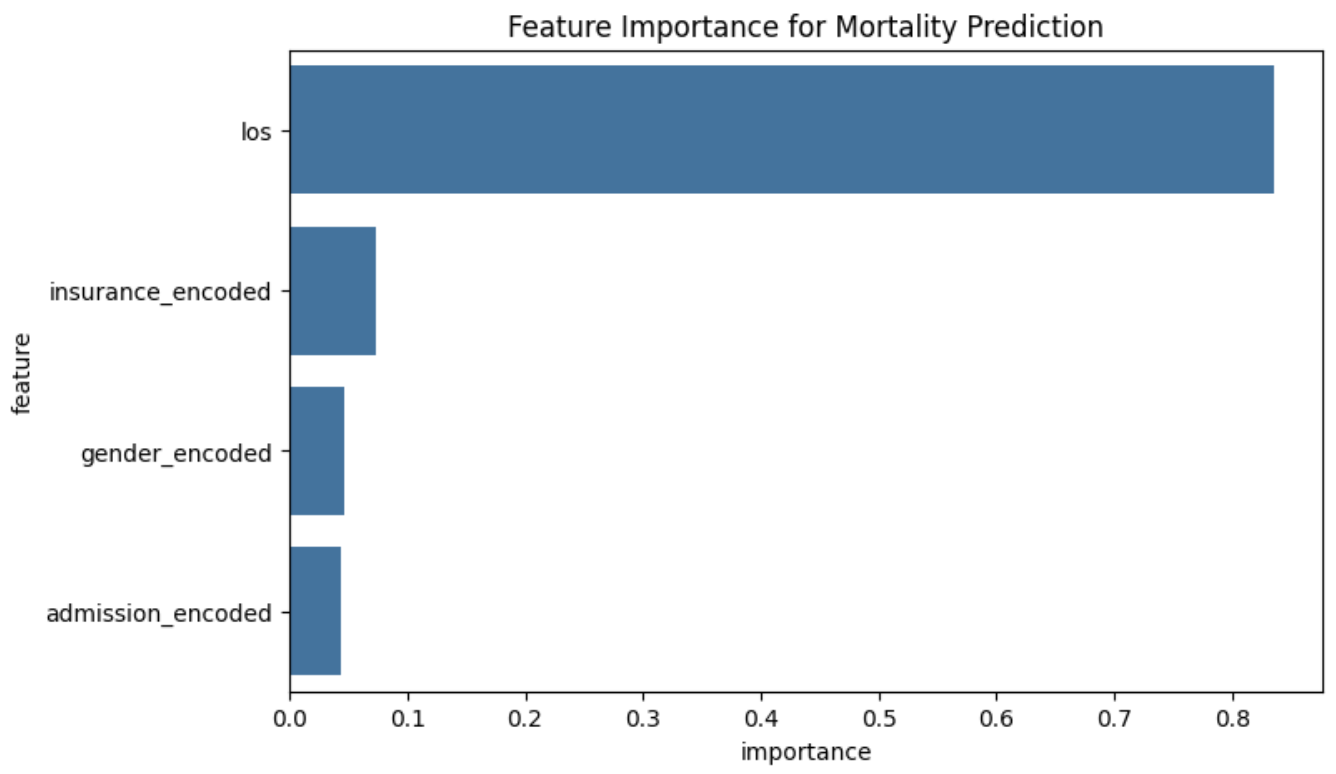 Feature Importance for Mortality Prediction
los
insurance_encoded
gender_encoded
admission_encoded
feature
0.0 0.1 0.2 0.3 0.4 0.5 0.6 0.7 0.8
importance